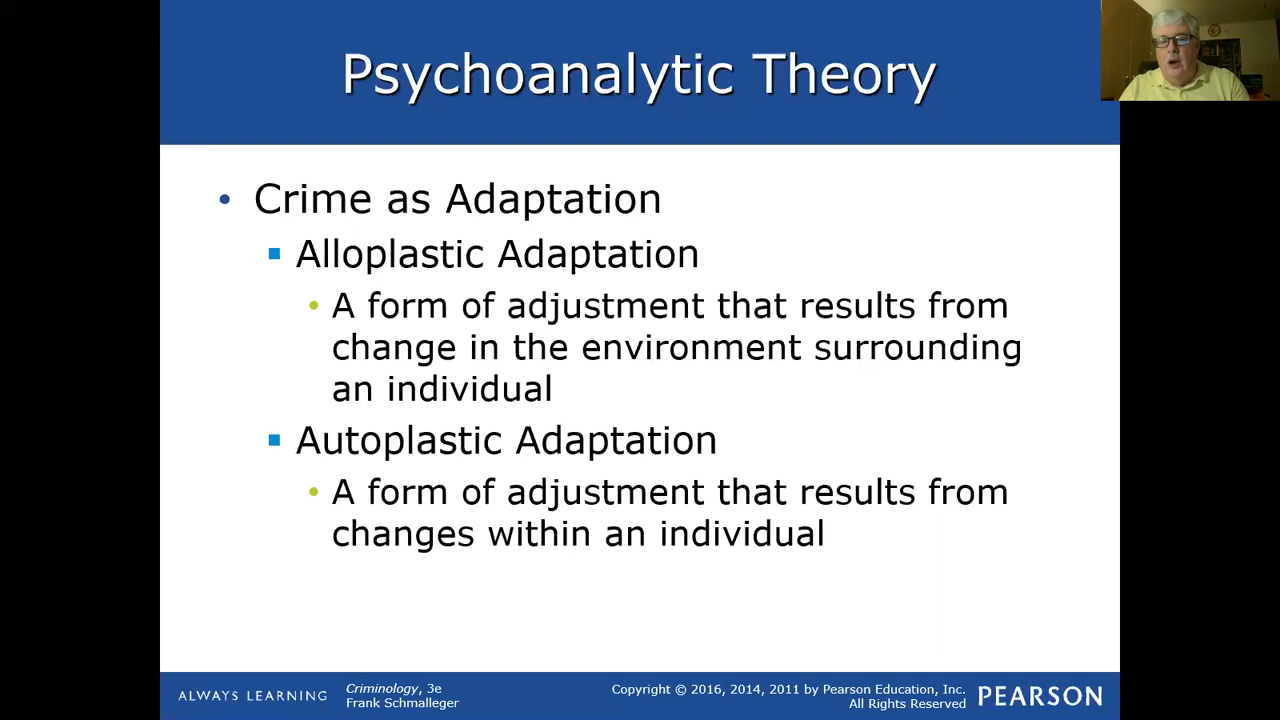 Psychoanalytic Theory
• Crime as Adaptation
▪ Alloplastic Adaptation
• A form of adjustment that results from
change in the environment surrounding
an individual
▪ Autoplastic Adaptation
• A form of adjustment that results from
changes within an individual
ALWAYS LEARNING
Criminology, 3e
Frank Schmalleger
Copyright © 2016, 2014, 2011 by Pearson Education, Inc.
All Rights Reserved
PEARSON